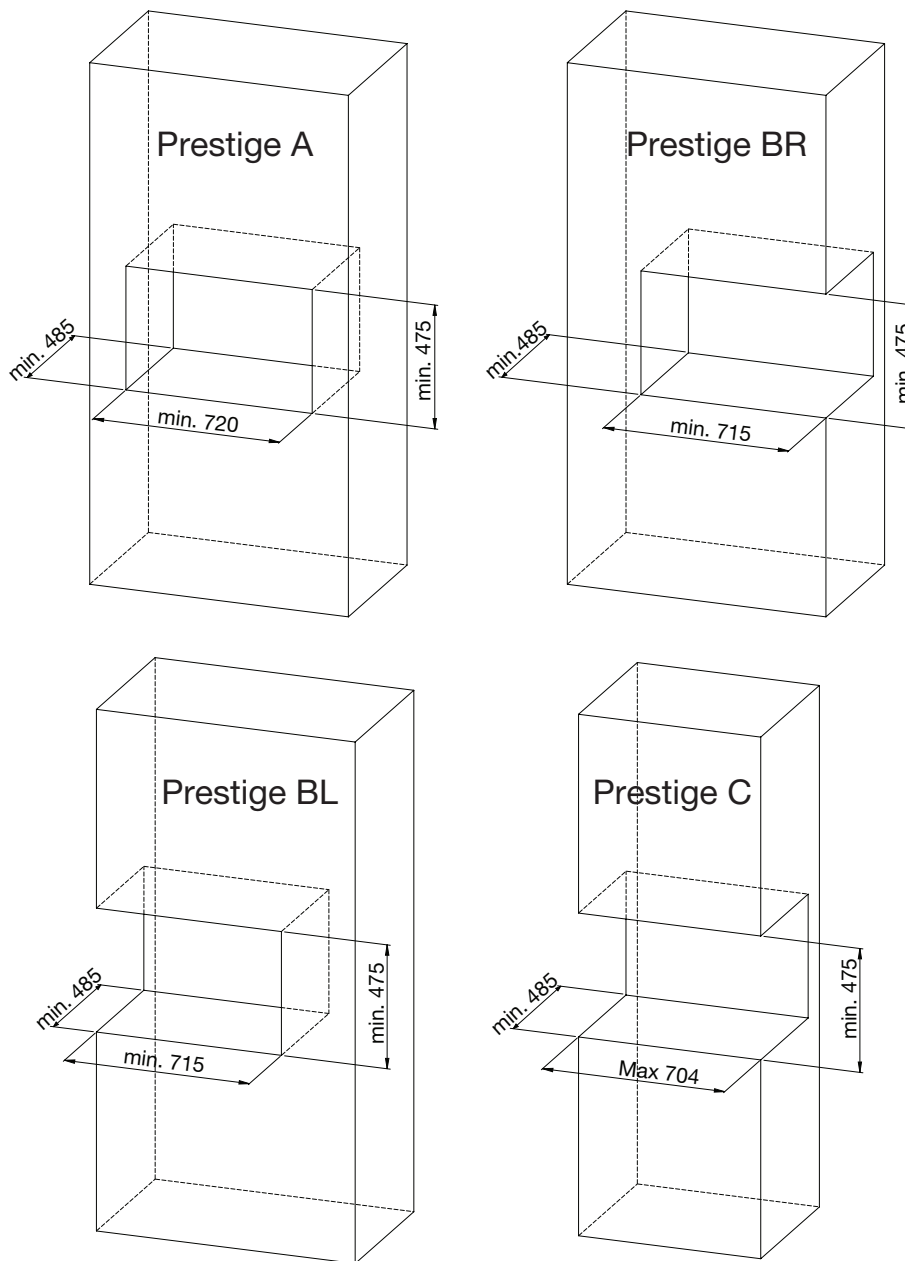 Prestige A
min. 485
min. 720
min. 475
Prestige BR
min.485
min. 715
min. 475
Prestige BL
min. 485
min. 715
min. 475
Prestige C
min. 485
Max 704
min. 475